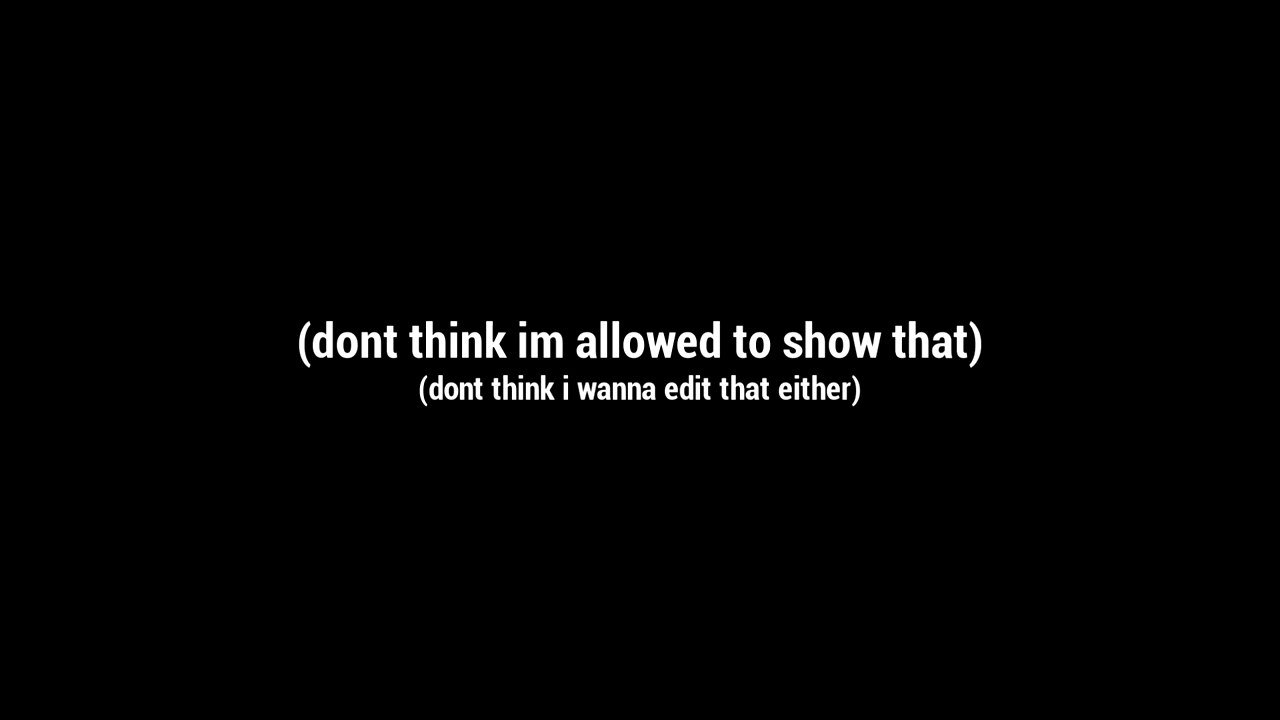 (dont think im allowed to show that)
(dont think i wanna edit that either)